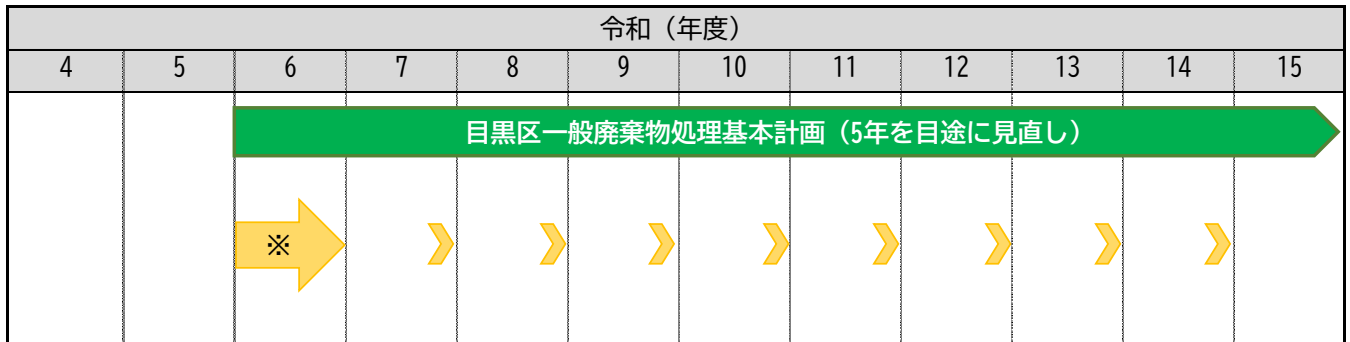 令和（年度）
4 5 6 7 8 9 10 11 12 13 14 15
目黒区一般廃棄物処理基本計画（5年を目途に見直し）
※